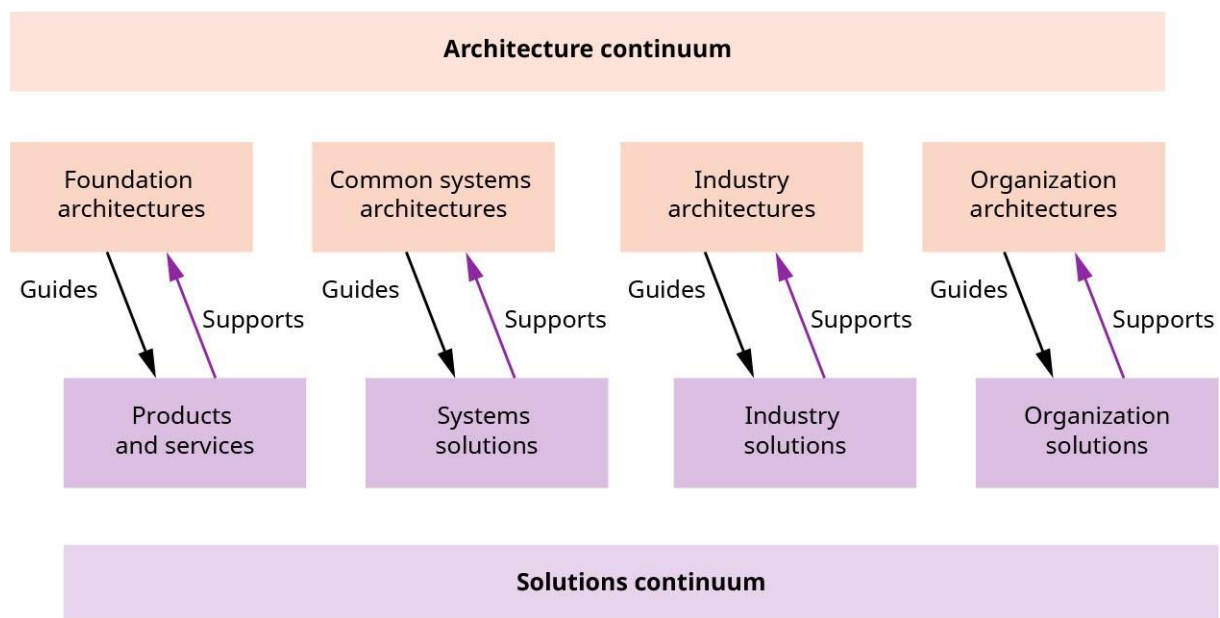 Architecture continuum
Foundation
architectures
Common systems
architectures
Industry
architectures
Organization
architectures
Guides
Supports
Guides
Supports
Guides
Supports
Guides
Supports
Products
and services
Systems
solutions
Industry
solutions
Organization
solutions
Solutions continuum